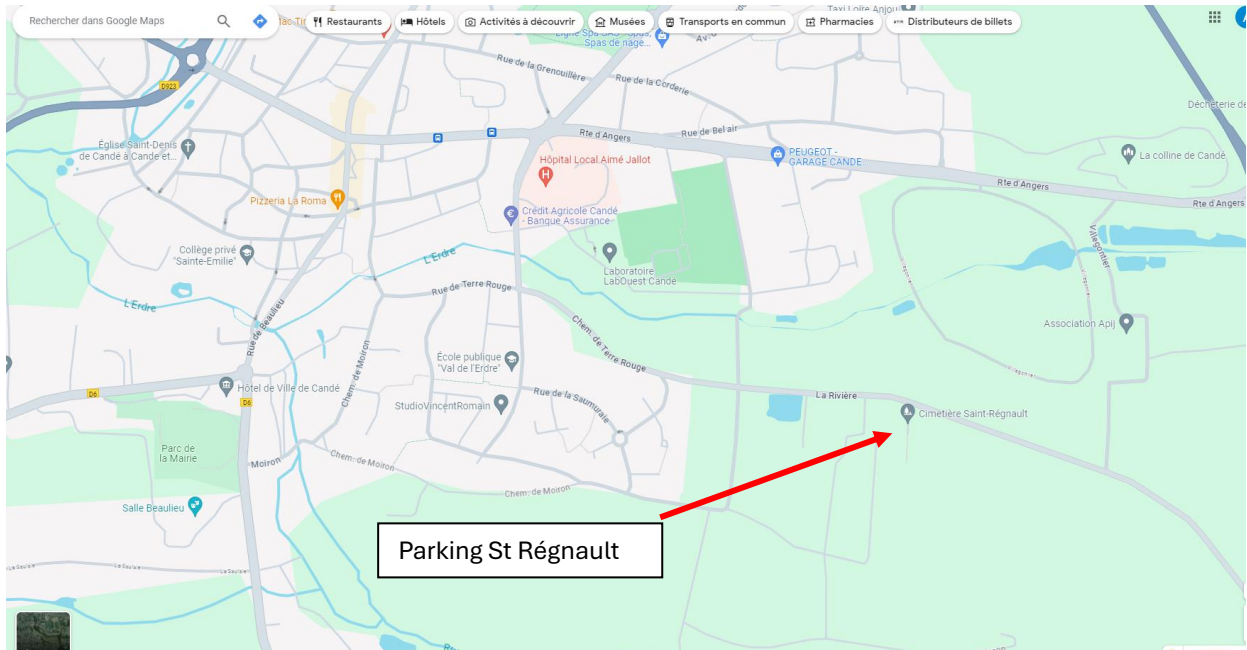 Rechercher dans Google Maps
Restaurants
Hôtels
Activités à découvrir
Musées
Transports en commun
Pharmacies
Distributeurs de billets
Taxi Loire Anjou
Spas de nage...
Rue de la Grenouillère
Rue de la Corderie
D923
Déchèterie de
Rte d'Angers
Rue de Bel air
Église Saint-Denis
de Candé à Cande et...
PEUGEOT -
GARAGE CANDE
La colline de Candé
Hôpital Local Aimé Jallot
H
Rte d'Angers
Rte d'Angers
Pizzeria La Roma
Crédit Agricole Candé
- Banque Assurance
€
Villegontier
Collège privé
"Sainte-Emilie"
L'Erdre
Laboratoire
LabOuest Candé
Rue de Terre Rouge
L'Erdre
Rue de Beaulieu
Chem. de Terre Rouge
Association Apij
Chem. de Moiron
École publique
"Val de l'Erdre"
Hôtel de Ville de Candé
D6
D6
Rue de la Saumuraie
La Rivière
StudioVincentRomain
Cimetière Saint-Régnault
Parc de
la Mairie
Moiron
Chem. de Moiron
Chem. de Moiron
Salle Beaulieu
Parking St Régnault